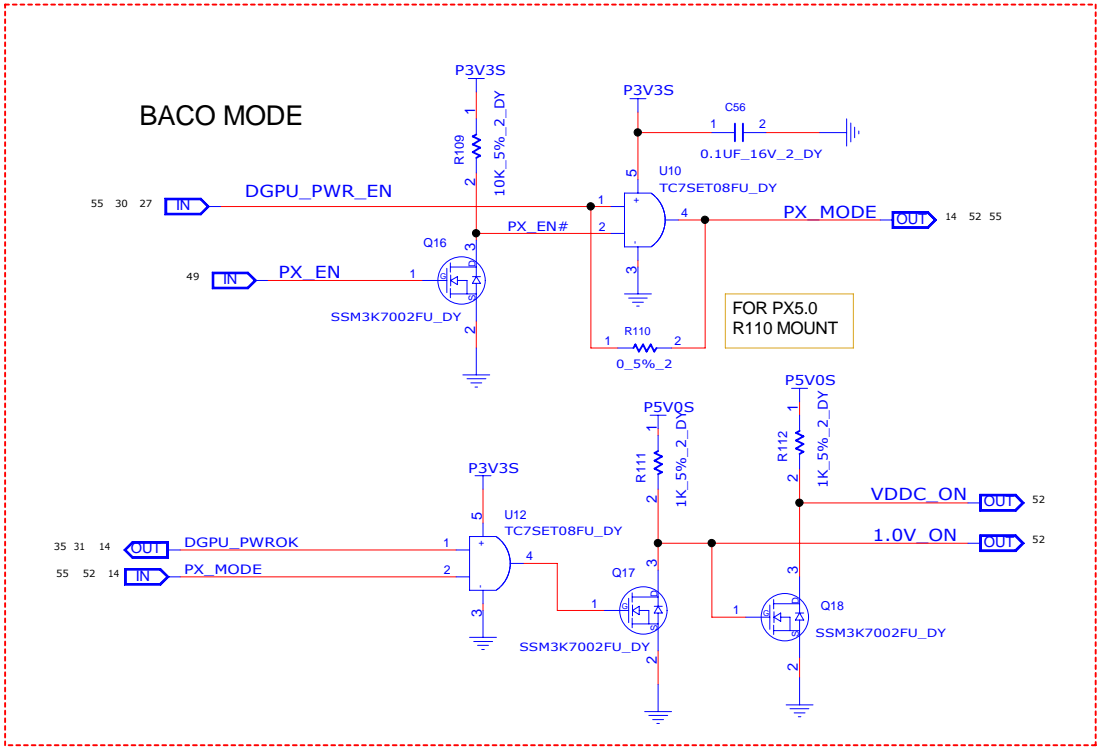 BACO MODE
P3V3S
1
R109
10K_5%_2_DY
2
P3V3S
C56
1
2
0.1UF_16V_2_DY
5
U10
TC7SET08FU_DY
55 30 27
IN
DGPU_PWR_EN
1
+
4
PX_MODE
OUT
14 52 55
PX_EN#
2
-
3
Q16
3
D
49
IN
PX_EN
1
G
S
SSM3K7002FU_DY
2
FOR PX5.0
R110 MOUNT
R110
1
2
0_5%_2
P5V0S
1
R112
1K_5%_2_DY
2
P5V0S
1
R111
1K_5%_2_DY
2
VDDC_ON
OUT
52
1.0V_ON
OUT
52
P3V3S
5
U12
TC7SET08FU_DY
35 31 14
OUT
DGPU_PWROK
1
+
4
55 52 14
IN
PX_MODE
2
-
3
Q17
3
D
1
G
S
SSM3K7002FU_DY
2
3
D
Q18
1
G
S
SSM3K7002FU_DY
2